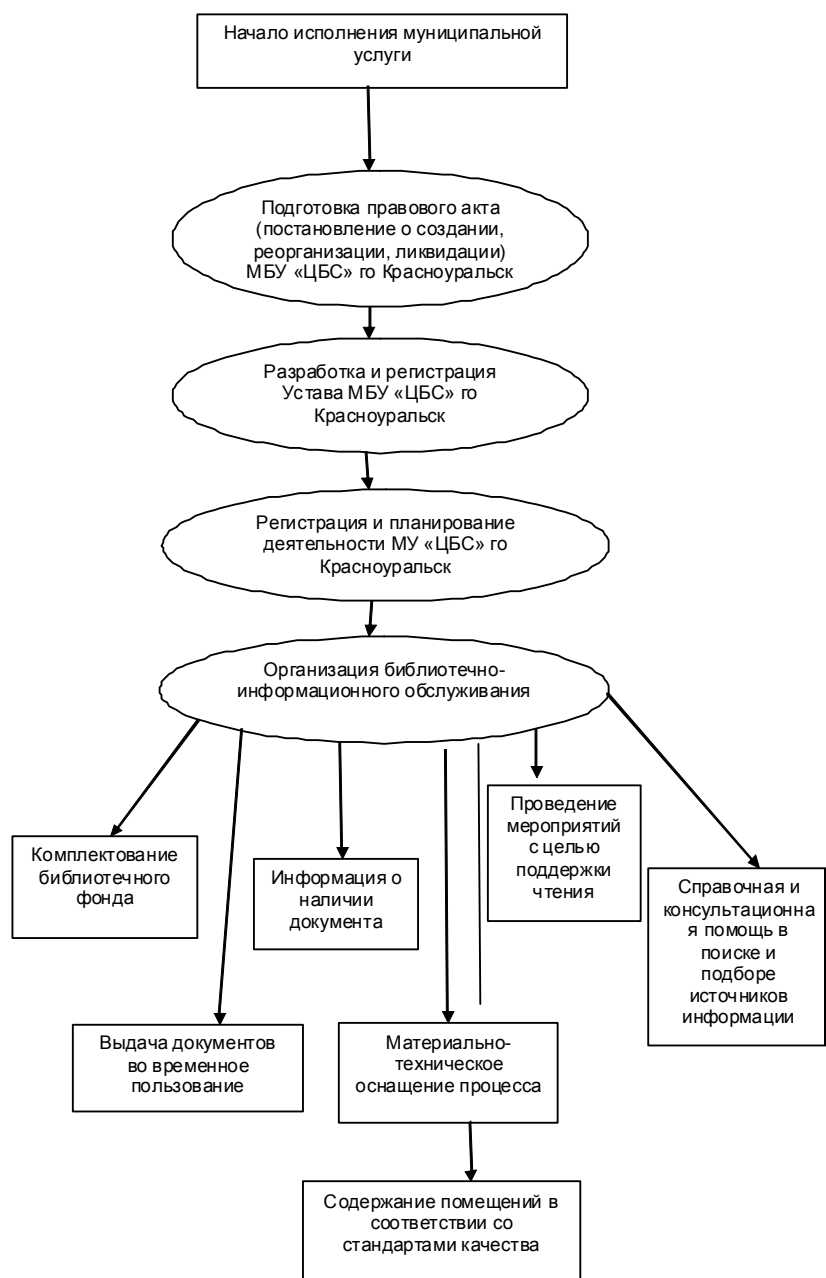 Начало исполнения муниципальной
услуги
Подготовка правового акта
(постановление о создании,
реорганизации, ликвидации)
МБУ «ЦБС» го Красноуральск
Разработка и регистрация
Устава МБУ «ЦБС» го
Красноуральск
Регистрация и планирование
деятельности МУ «ЦБС» го
Красноуральск
Организация библиотечно-
информационного обслуживания
Комплектование
библиотечного
фонда
Информация о
наличии
документа
Проведение
мероприятий
с целью
поддержки
чтения
Справочная и
консультационна
я помощь в
поиске и
подборе
источников
информации
Выдача документов
во временное
пользование
Материально-
техническое
оснащение процесса
Содержание помещений в
соответствии со
стандартами качества